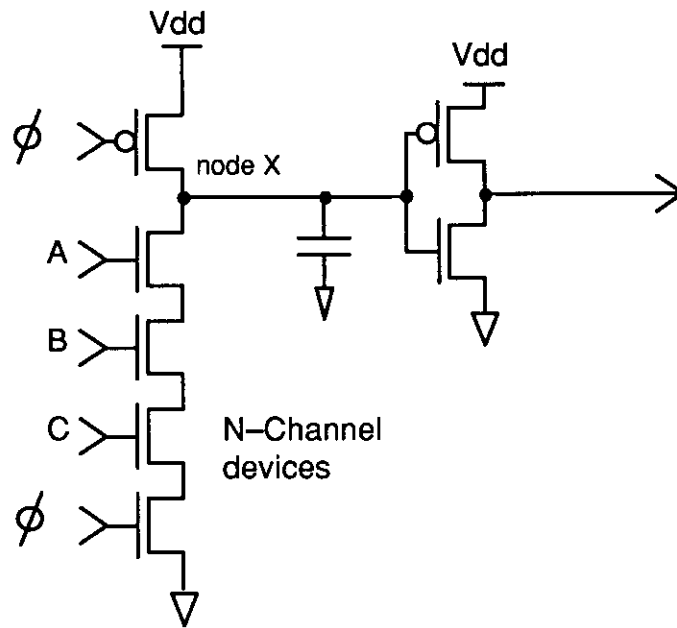 Vdd
Vdd
ϕ
node X
A
B
C
N–Channel
devices
ϕ